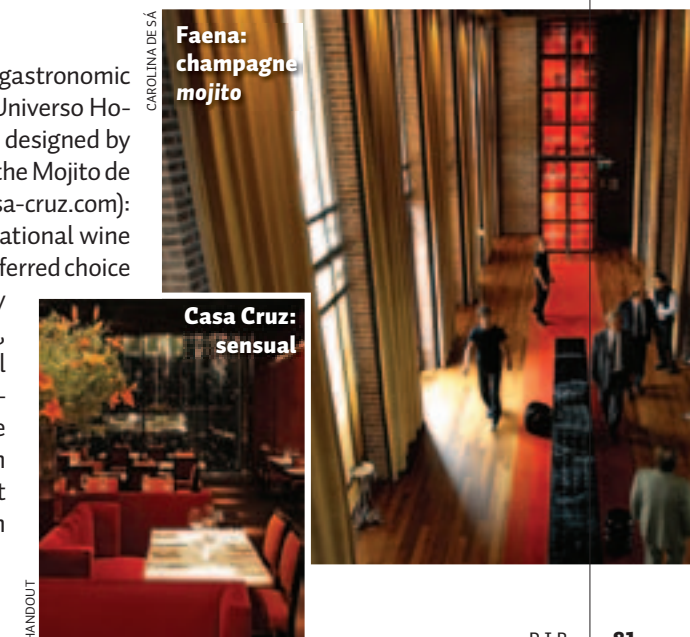 CAROLINA DE SÁ
Faena:
champagne
mojito
gastronomic
Universo Ho-
designed by
the Mojito de
sa-cruz.com):
ational wine
ferred choice
Casa Cruz:
sensual
HANDOUT
81